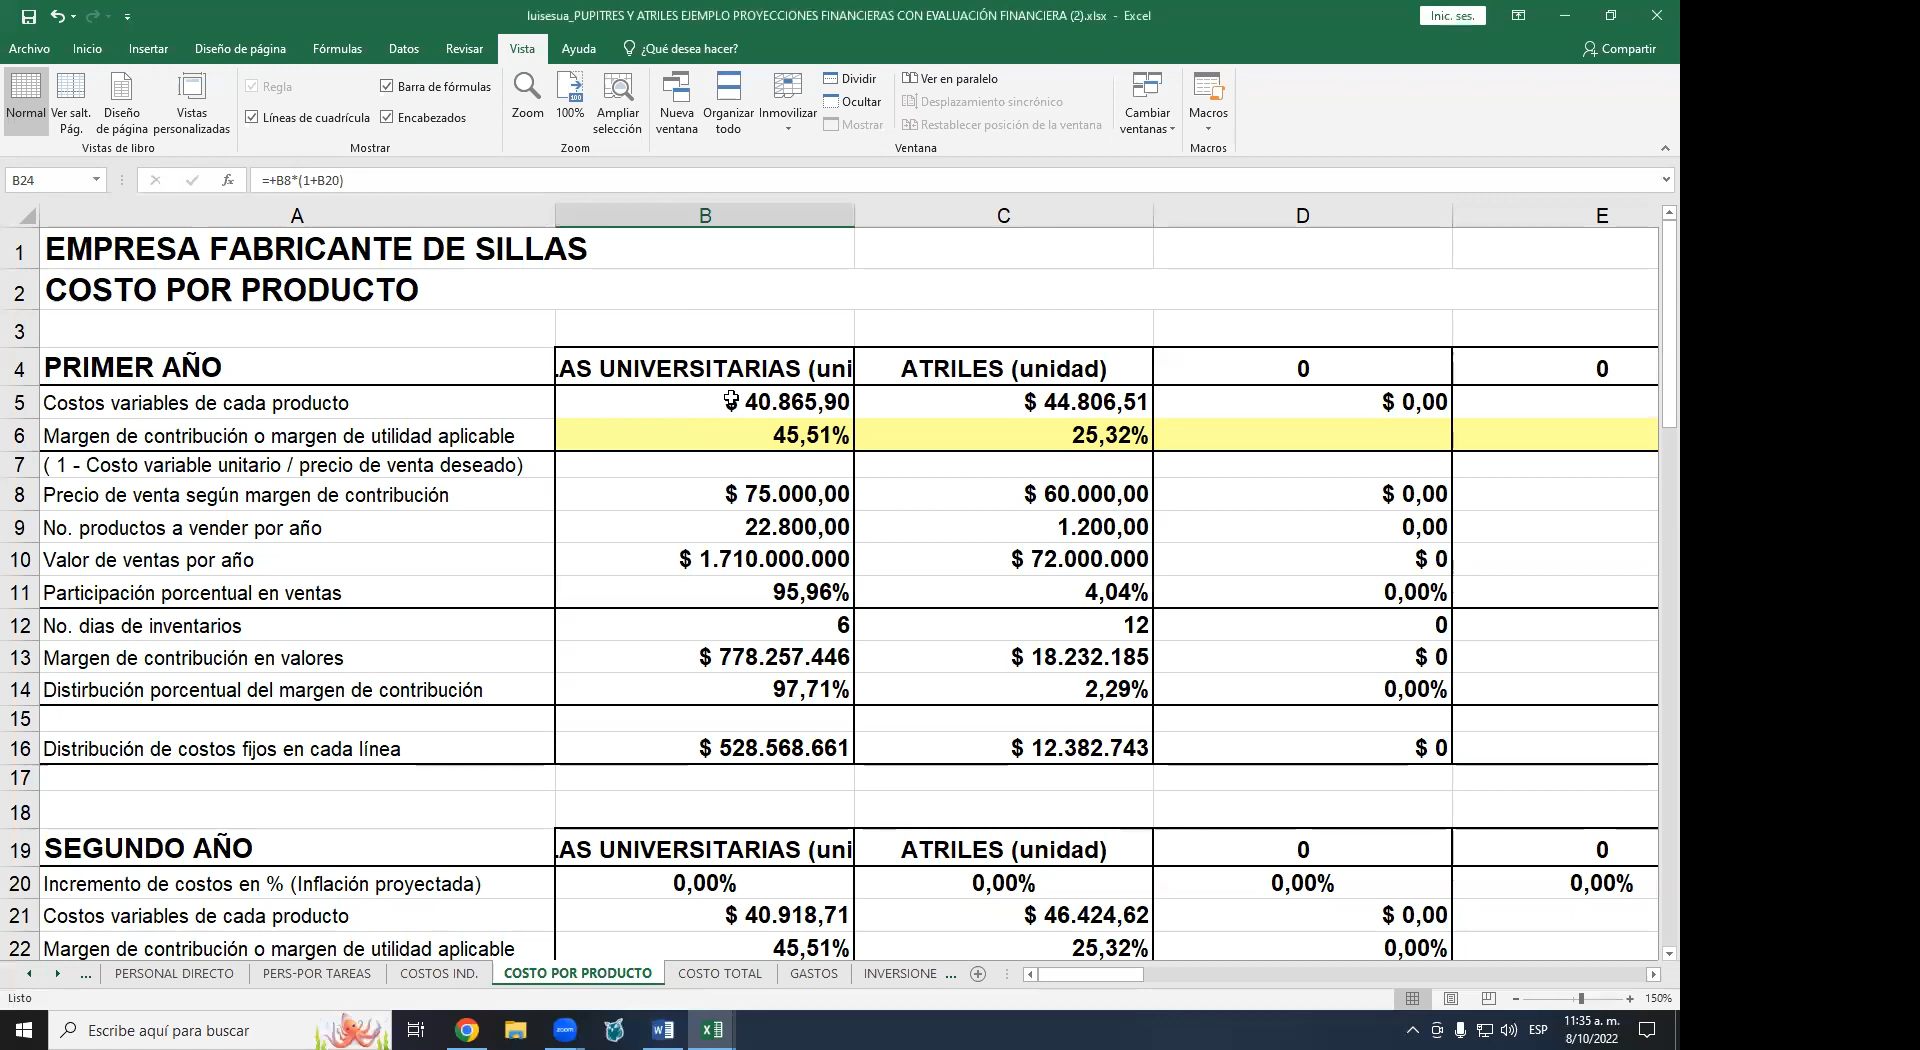 luisesua_PUPITRES Y ATRILES EJEMPLO PROYECCIONES FINANCIERAS CON EVALUACIÓN FINANCIERA (2).xlsx - Excel
Inic. ses.
Archivo Inicio Insertar Diseño de página Fórmulas Datos Revisar Vista Ayuda ¿Qué desea hacer? Compartir
Normal
Ver salt. Pág.
Diseño de página
Vistas personalizadas
Vistas de libro
Regla
Barra de fórmulas
Líneas de cuadrícula
Encabezados
Mostrar
Zoom
100%
100
Ampliar selección
Zoom
Nueva ventana
Organizar todo
Inmovilizar
Dividir
Ocultar
Mostrar
Ver en paralelo
Desplazamiento sincrónico
Restablecer posición de la ventana
Cambiar ventanas
Ventana
Macros
Macros
B24 fx =+B8*(1+B20)
A B C D E
1 EMPRESA FABRICANTE DE SILLAS
2 COSTO POR PRODUCTO
3
4 PRIMER AÑO .AS UNIVERSITARIAS (uni ATRILES (unidad) 0 0
5 Costos variables de cada producto $ 40.865,90 $ 44.806,51 $ 0,00
6 Margen de contribución o margen de utilidad aplicable 45,51% 25,32%
7 ( 1 - Costo variable unitario / precio de venta deseado)
8 Precio de venta según margen de contribución $ 75.000,00 $ 60.000,00 $ 0,00
9 No. productos a vender por año 22.800,00 1.200,00 0,00
10 Valor de ventas por año $ 1.710.000.000 $ 72.000.000 $ 0
11 Participación porcentual en ventas 95,96% 4,04% 0,00%
12 No. dias de inventarios 6 12 0
13 Margen de contribución en valores $ 778.257.446 $ 18.232.185 $ 0
14 Distirbución porcentual del margen de contribución 97,71% 2,29% 0,00%
15
16 Distribución de costos fijos en cada línea $ 528.568.661 $ 12.382.743 $ 0
17
18
19 SEGUNDO AÑO .AS UNIVERSITARIAS (uni ATRILES (unidad) 0 0
20 Incremento de costos en % (Inflación proyectada) 0,00% 0,00% 0,00% 0,00%
21 Costos variables de cada producto $ 40.918,71 $ 46.424,62 $ 0,00
22 Margen de contribución o margen de utilidad aplicable 45,51% 25,32% 0,00%
... PERSONAL DIRECTO PERS-POR TAREAS COSTOS IND. COSTO POR PRODUCTO COSTO TOTAL GASTOS INVERSIONE ...
Listo 150%
Escribe aquí para buscar
zoom
ESP
11:35 a. m.
8/10/2022